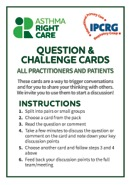 ASTHMA
RIGHT
CARE
IPCRG
QUESTION &
CHALLENGE CARDS
ALL PRACTITIONERS AND PATIENTS
These cards are a way to trigger conversations
and for you to share your thinking with others.
We invite you to use them to start a discussion!
INSTRUCTIONS
1. Split into pairs or small groups
2. Choose a card from the pack
3. Read the question or comment
4. Take a few minutes to discuss the question or
comment on the card and note down your key
discussion points
5. Choose another card and follow steps 3 and 4
above
6. Feed back your discussion points to the full
team/meeting.